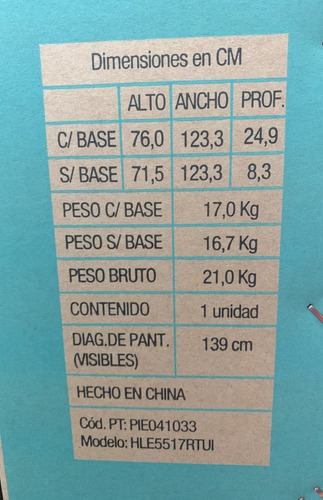 Dimensiones en CM
ALTO ANCHO PROF.
C/ BASE 76,0 123,3 24,9
S/ BASE 71,5 123,3 8,3
PESO C/ BASE 17,0 Kg
PESO S/ BASE 16,7 Kg
PESO BRUTO 21,0 Kg
CONTENIDO 1 unidad
DIAG.DE PANT. 139 cm
(VISIBLES)
HECHO EN CHINA
Cód. PT: PIE041033
Modelo: HLE5517RTUI